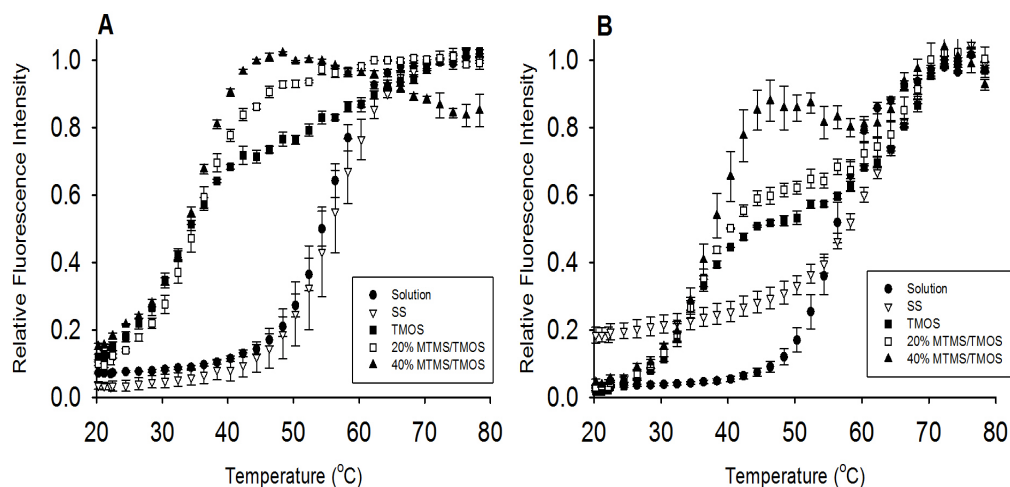 A
Relative Fluorescence Intensity
1.0
0.8
0.6
0.4
0.2
0.0
Solution
SS
TMOS
20% MTMS/TMOS
40% MTMS/TMOS
20 30 40 50 60 70 80
Temperature (°C)
B
Relative Fluorescence Intensity
1.0
0.8
0.6
0.4
0.2
0.0
Solution
SS
TMOS
20% MTMS/TMOS
40% MTMS/TMOS
20 30 40 50 60 70 80
Temperature (°C)